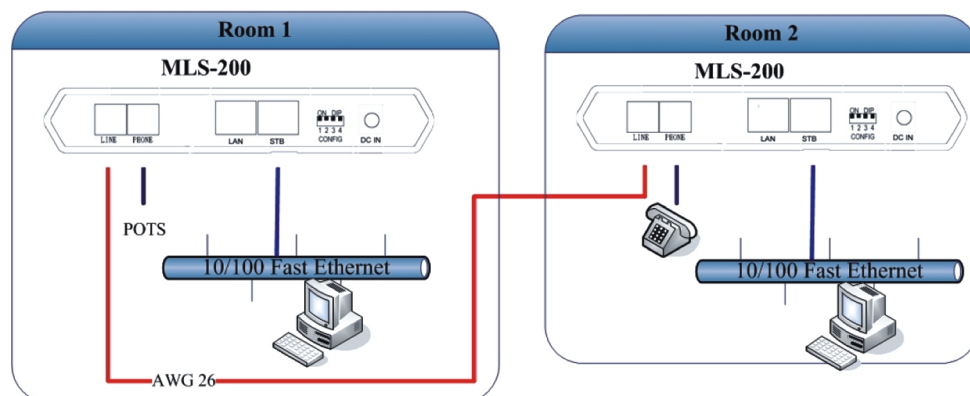 Room 1
MLS-200
LINE PHONE LAN STB ON DIP
1 2 3 4
CONFIG DC IN
POTS
10/100 Fast Ethernet
AWG 26
Room 2
MLS-200
LINE PHONE LAN STB ON DIP
1 2 3 4
CONFIG DC IN
10/100 Fast Ethernet